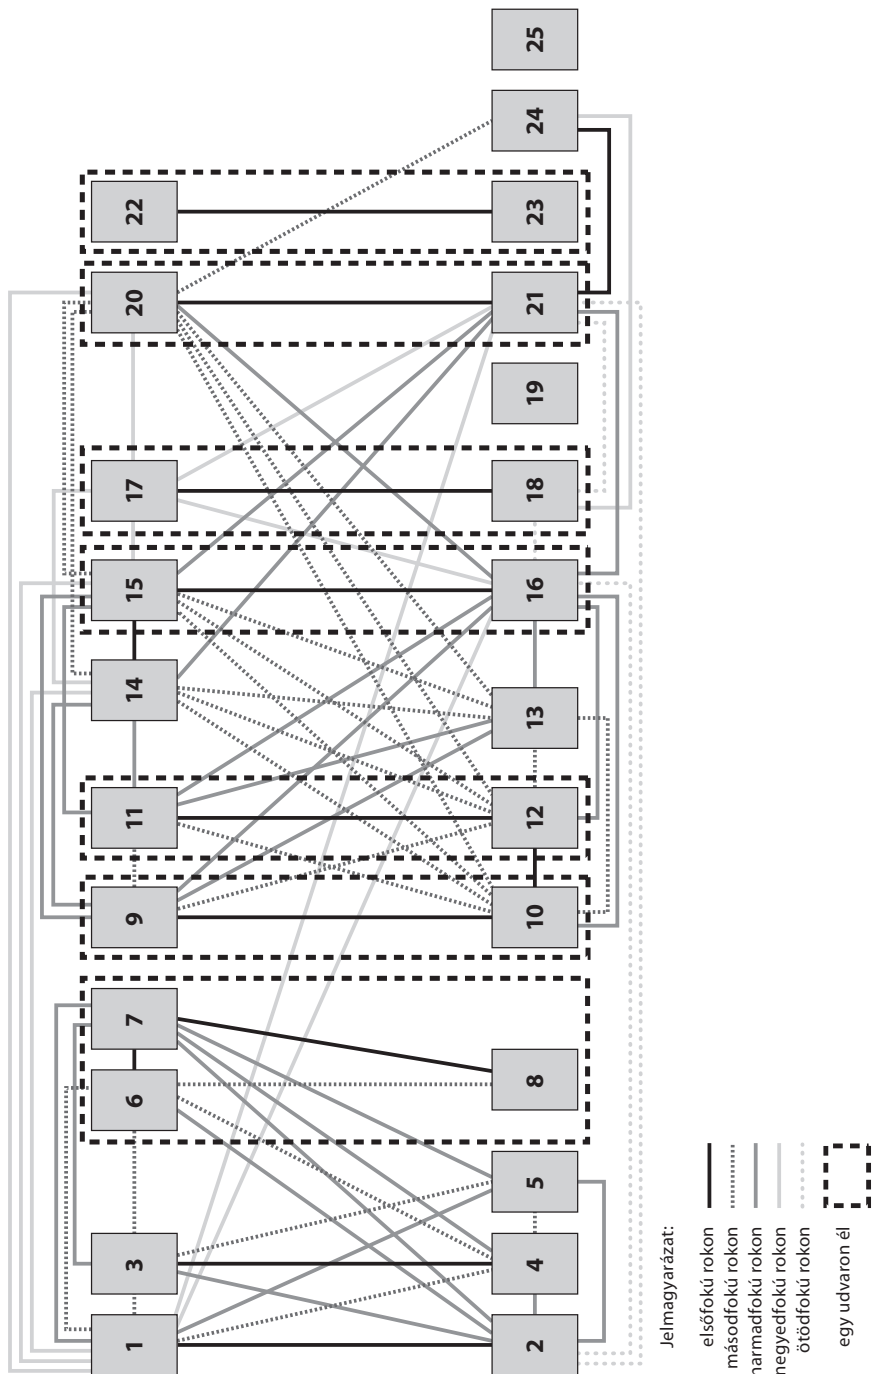 1 3 6 7 9 11 14 15 17 20 22
2 4 5 8 10 12 13 16 18 19 21 23 24 25
Jelmagyarázat:
elsőfokú rokon
másodfokú rokon
harmadfokú rokon
negyedfokú rokon
ötödfokú rokon
egy udvaron él